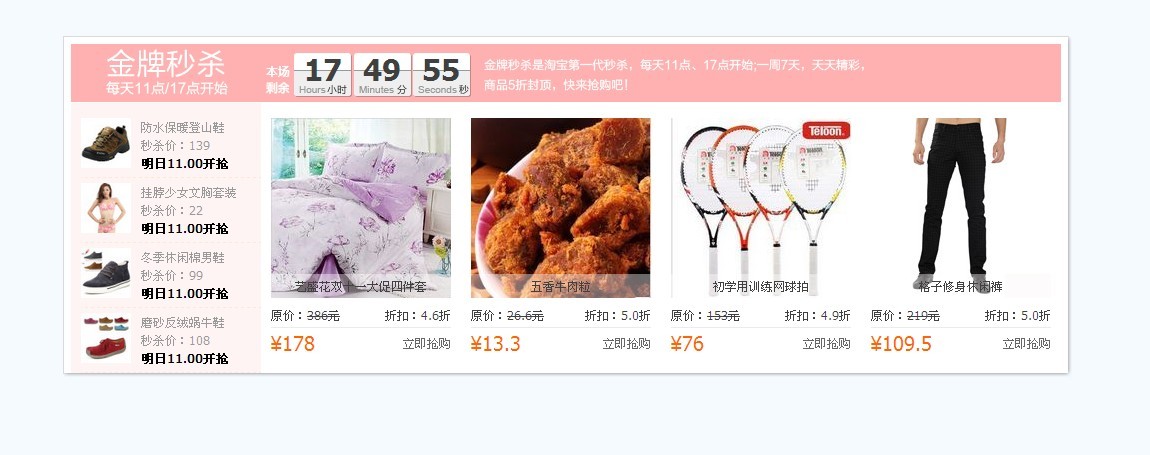 金牌秒杀
每天11点/17点开始
本场
剩余
17 Hours 小时
49 Minutes 分
55 Seconds 秒
金牌秒杀是淘宝第一代秒杀，每天11点、17点开始;一周7天，天天精彩，
商品5折封顶，快来抢购吧！
防水保暖登山鞋
秒杀价：139
明日11.00开抢
挂脖少女文胸套装
秒杀价：22
明日11.00开抢
冬季休闲棉男鞋
秒杀价：99
明日11.00开抢
磨砂反绒蜗牛鞋
秒杀价：108
明日11.00开抢
艺盛花双十一大促四件套
原价：386元 折扣：4.6折
¥178 立即抢购
五香牛肉粒
原价：26.6元 折扣：5.0折
¥13.3 立即抢购
Teloon
初学用训练网球拍
原价：153元 折扣：4.9折
¥76 立即抢购
格子修身休闲裤
原价：219元 折扣：5.0折
¥109.5 立即抢购